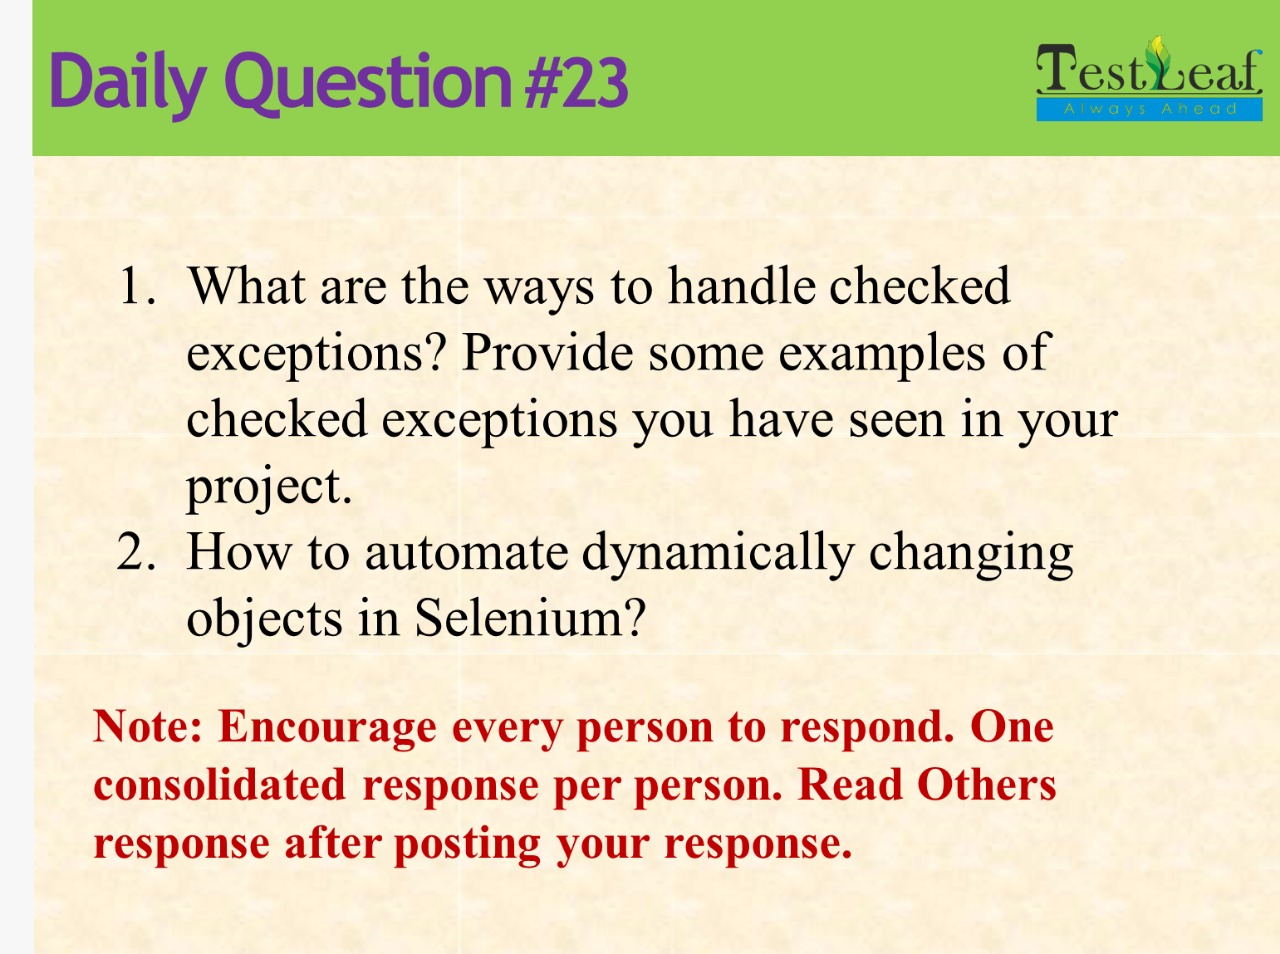 Daily Question #23
TestLeaf
Always Ahead
1. What are the ways to handle checked
exceptions? Provide some examples of
checked exceptions you have seen in your
project.
2. How to automate dynamically changing
objects in Selenium?
Note: Encourage every person to respond. One
consolidated response per person. Read Others
response after posting your response.